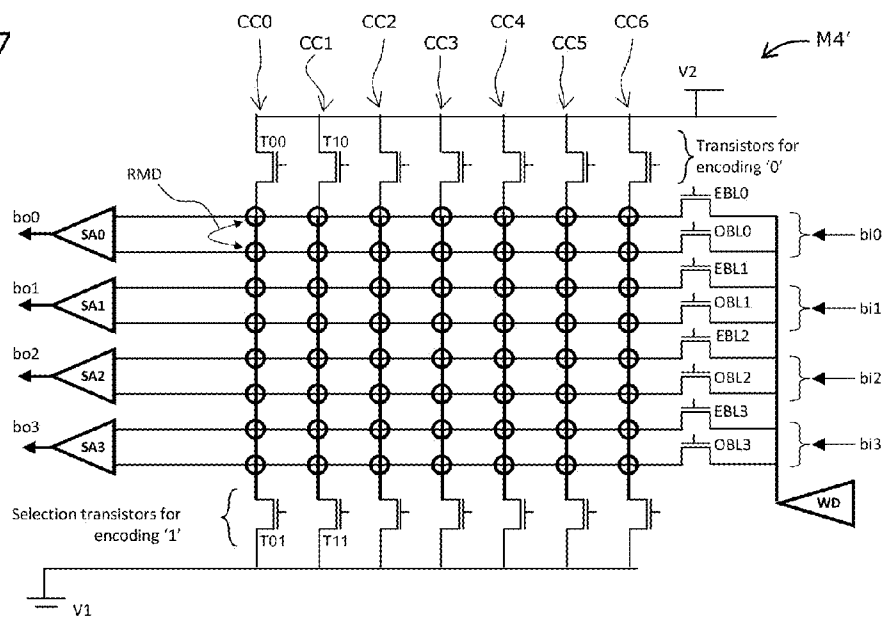 7
CC0
CC1
CC2
CC3
CC4
CC5
CC6
M4'
V2
T00
T10
Transistors for
encoding '0'
RMD
EBL0
bo0
SA0
OBL0
bi0
EBL1
bo1
SA1
OBL1
bi1
EBL2
bo2
SA2
OBL2
bi2
EBL3
bo3
SA3
OBL3
bi3
Selection transistors for
encoding '1'
WD
T01
T11
V1